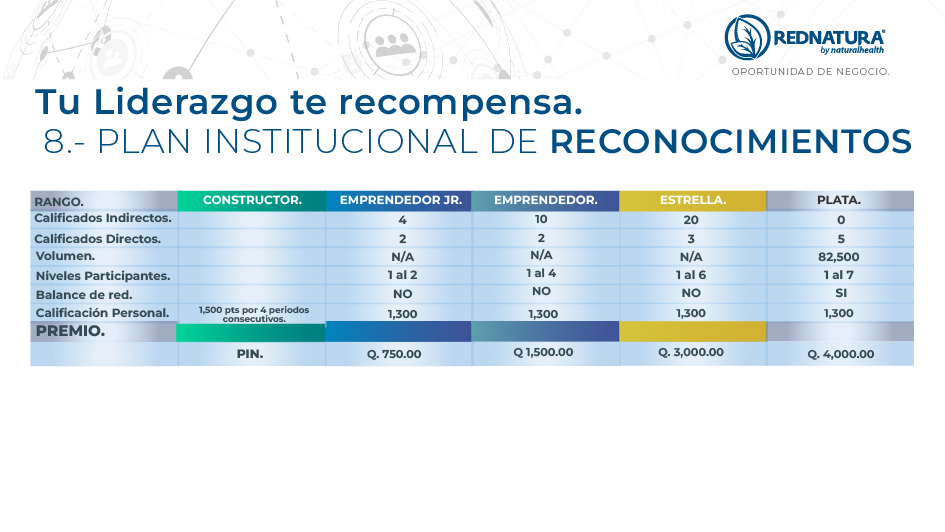 REDNATURA®
by naturalhealth
OPORTUNIDAD DE NEGOCIO.
Tu Liderazgo te recompensa.
8.- PLAN INSTITUCIONAL DE RECONOCIMIENTOS
RANGO. CONSTRUCTOR. EMPRENDEDOR JR. EMPRENDEDOR. ESTRELLA. PLATA.
Calificados Indirectos. 4 10 20 0
Calificados Directos. 2 2 3 5
Volumen. N/A N/A N/A 82,500
Niveles Participantes. 1 al 2 1 al 4 1 al 6 1 al 7
Balance de red. NO NO NO SI
Calificación Personal. 1,500 pts por 4 periodos consecutivos. 1,300 1,300 1,300 1,300
PREMIO.
PIN. Q. 750.00 Q 1,500.00 Q. 3,000.00 Q. 4,000.00